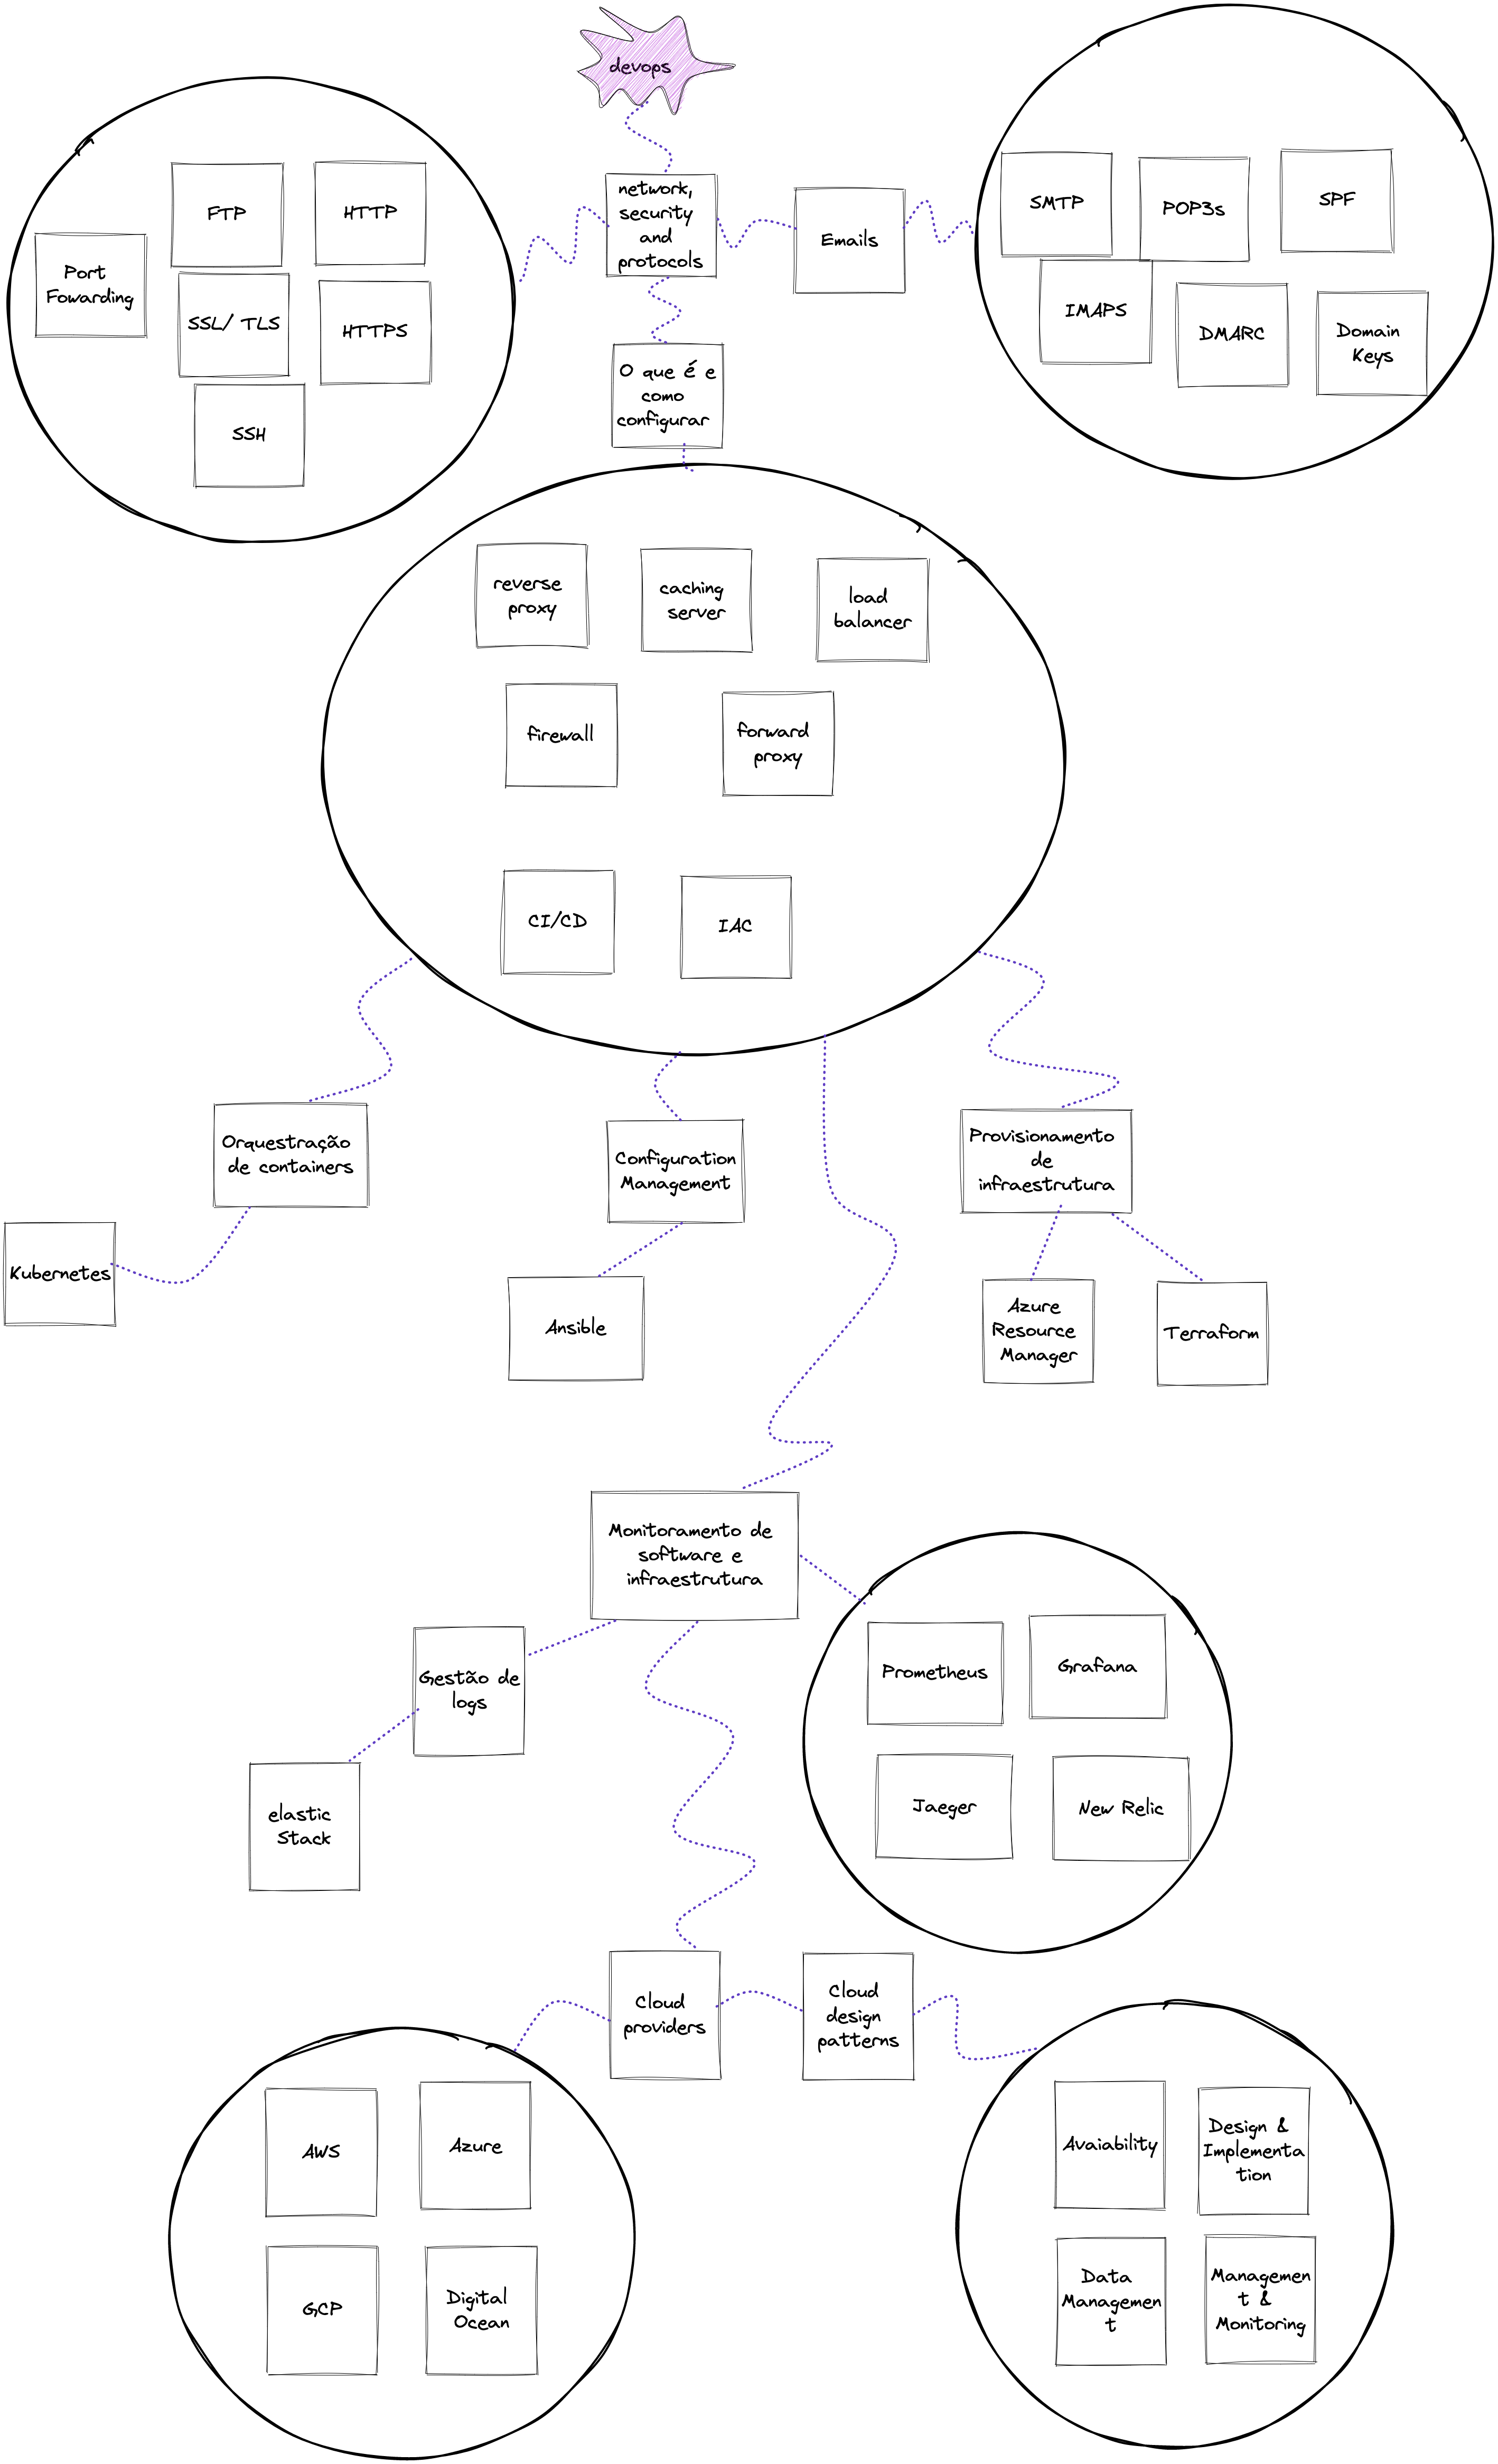 devops
network,
security
and
protocols
Emails
FTP
HTTP
Port
Fowarding
SSL/ TLS
HTTPS
SSH
SMTP
POP3s
SPF
IMAPS
DMARC
Domain
Keys
O que é e
como
configurar
reverse
proxy
caching
server
load
balancer
firewall
forward
proxy
CI/CD
IAC
Orquestração
de containers
Kubernetes
Configuration
Management
Ansible
Provisionamento
de
infraestrutura
Azure
Resource
Manager
Terraform
Monitoramento de
software e
infraestrutura
Gestão de
logs
elastic
Stack
Prometheus
Grafana
Jaeger
New Relic
Cloud
providers
Cloud
design
patterns
AWS
Azure
GCP
Digital
Ocean
Avaiability
Design &
Implementa
tion
Data
Managemen
t
Managemen
t &
Monitoring